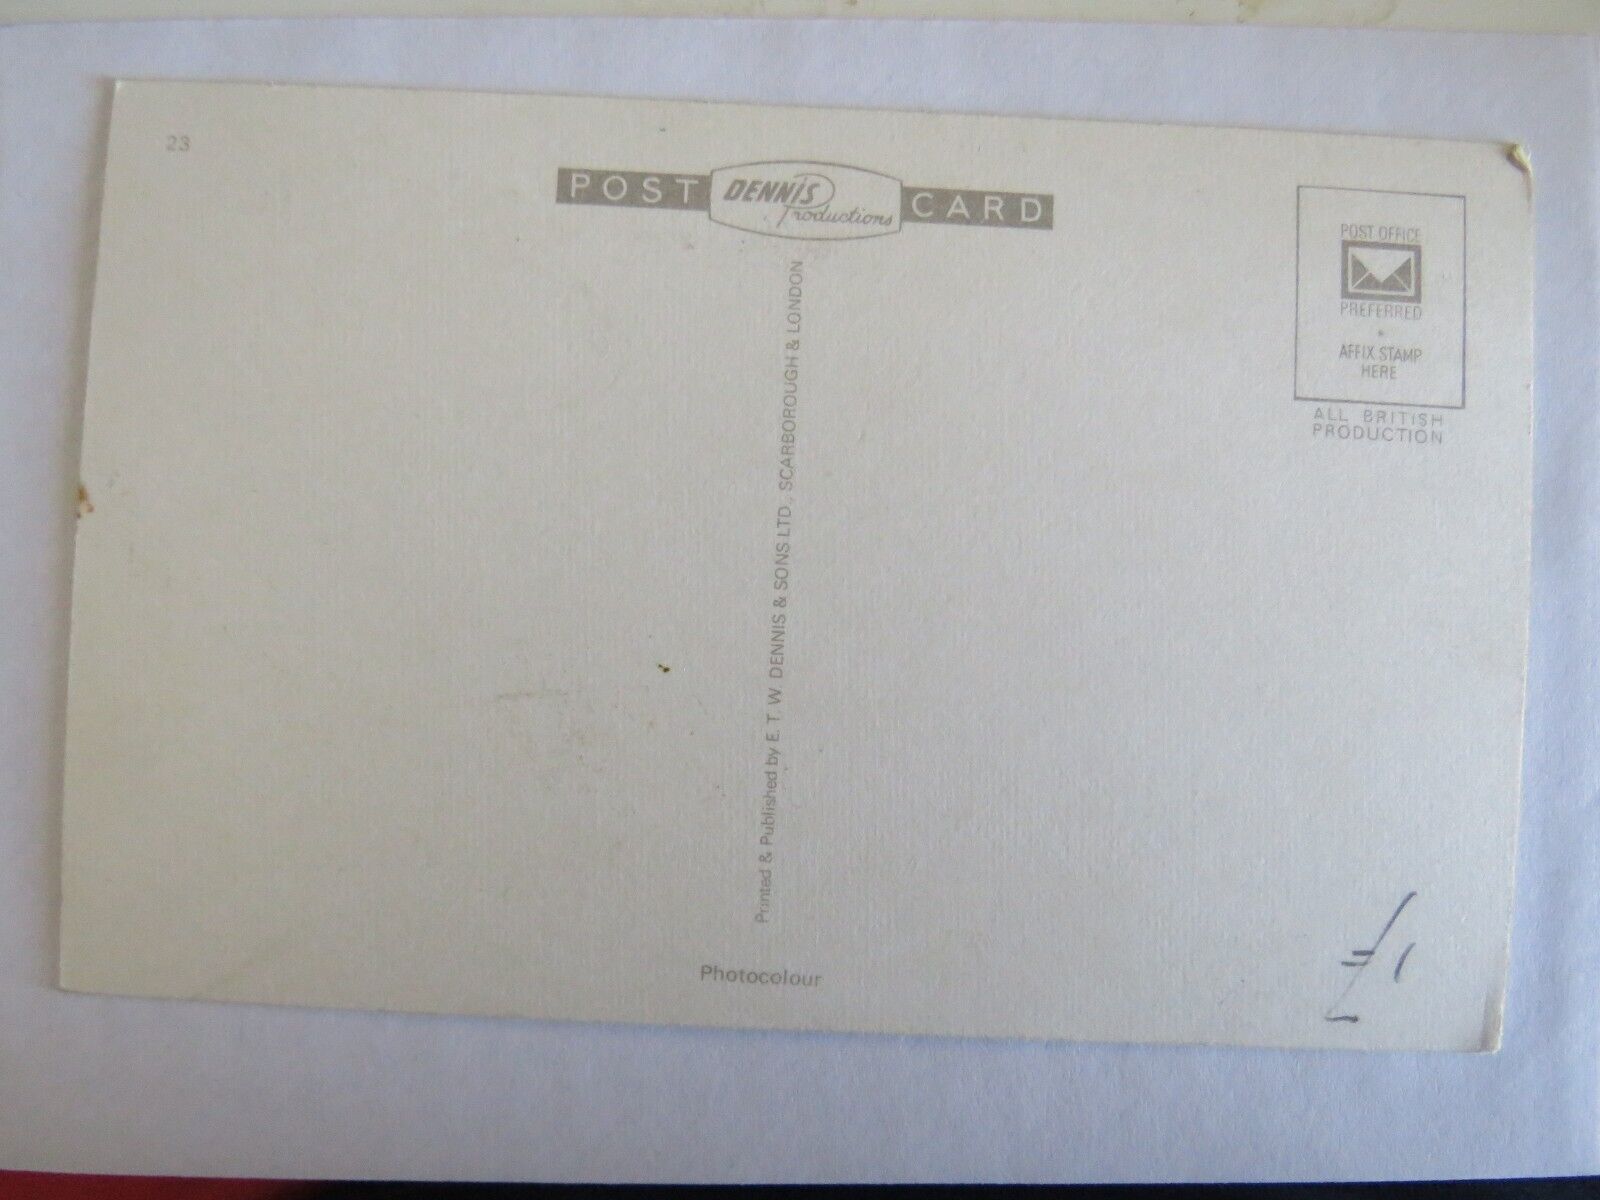 23
POST DENNIS Productions CARD
POST OFFICE
PREFERRED
AFFIX STAMP
HERE
ALL BRITISH
PRODUCTION
Printed & Published by E. T. W. DENNIS & SONS LTD., SCARBOROUGH & LONDON
Photocolour
£1